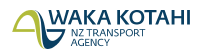 WAKA KOTAHI
NZ TRANSPORT
AGENCY